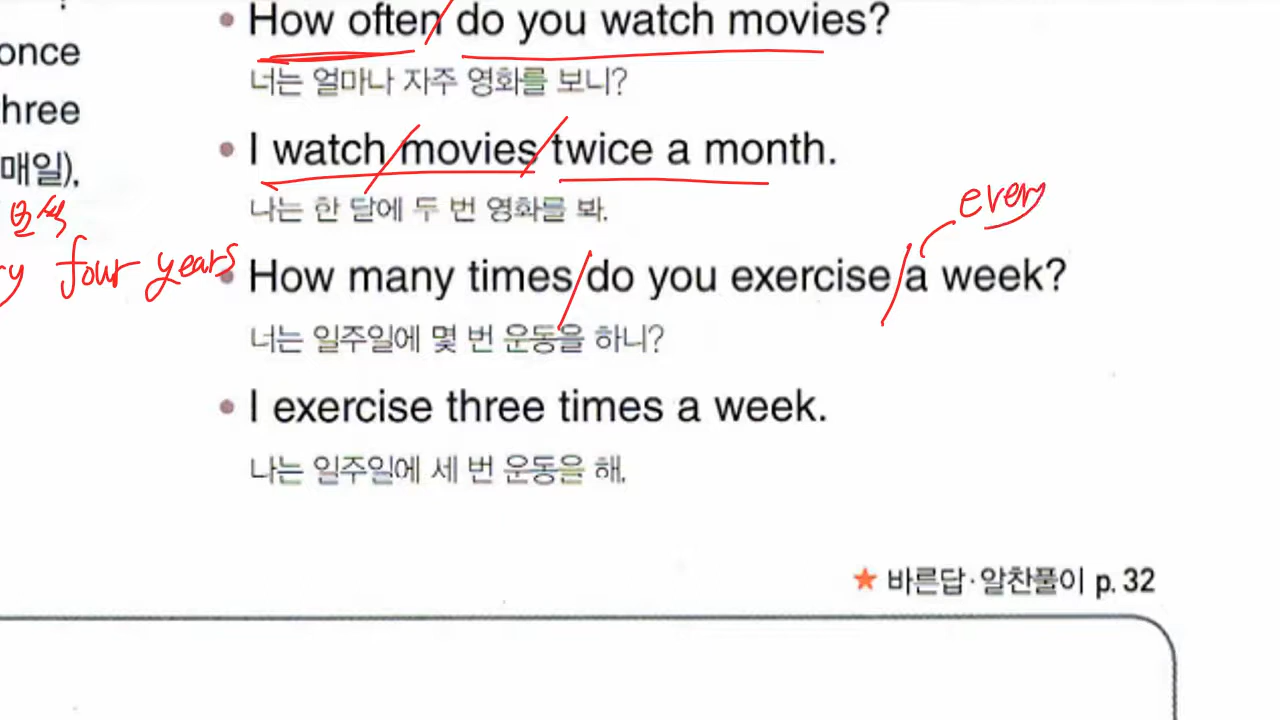 once
How often do you watch movies?
너는 얼마나 자주 영화를 보니?
three
I watch movies twice a month.
매일),
나는 한 달에 두 번 영화를 봐.
every
four years
How many times do you exercise a week?
너는 일주일에 몇 번 운동을 하니?
I exercise three times a week.
나는 일주일에 세 번 운동을 해.
★ 바른답·알찬풀이 p. 32